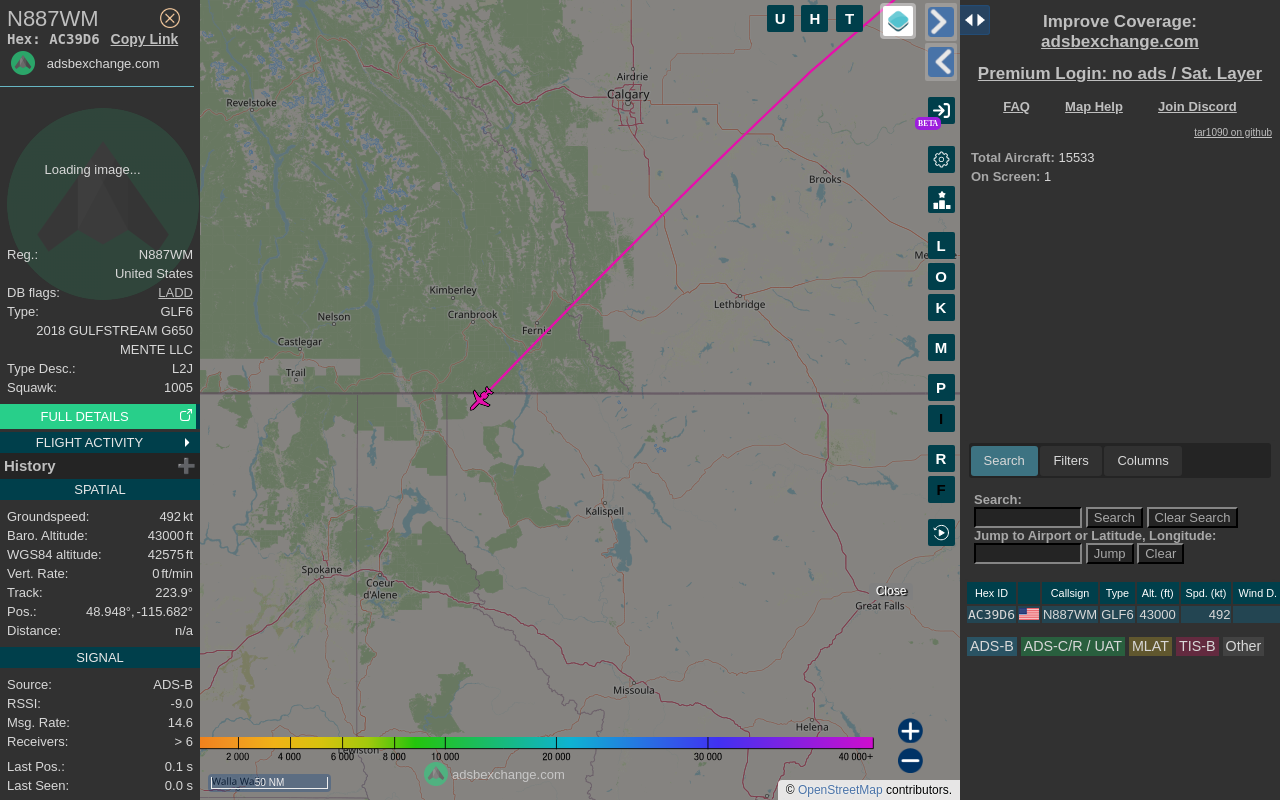 N887WM
Hex: AC39D6 Copy Link
adsbexchange.com
Loading image...
Reg.: N887WM
United States
DB flags: LADD
Type: GLF6
2018 GULFSTREAM G650
MENTE LLC
Type Desc.: L2J
Squawk: 1005
FULL DETAILS
FLIGHT ACTIVITY
History
SPATIAL
Groundspeed: 492 kt
Baro. Altitude: 43000 ft
WGS84 altitude: 42575 ft
Vert. Rate: 0 ft/min
Track: 223.9°
Pos.: 48.948°, -115.682°
Distance: n/a
SIGNAL
Source: ADS-B
RSSI: -9.0
Msg. Rate: 14.6
Receivers: > 6
Last Pos.: 0.1 s
Last Seen: 0.0 s
U H T
BETA
L
O
K
M
P
I
R
F
Airdrie
Calgary
Revelstoke
Brooks
Kimberley
Cranbrook
Lethbridge
Nelson
Fernie
Castlegar
Trail
Kalispell
Spokane
Coeur
d'Alene
Close
Great Falls
Missoula
Helena
Lewiston
2 000 4 000 6 000 8 000 10 000 20 000 30 000 40 000+
50 NM
adsbexchange.com
© OpenStreetMap contributors.
Improve Coverage:
adsbexchange.com
Premium Login: no ads / Sat. Layer
FAQ Map Help Join Discord
tar1090 on github
Total Aircraft: 15533
On Screen: 1
Search Filters Columns
Search:
Search Clear Search
Jump to Airport or Latitude, Longitude:
Jump Clear
Hex ID Callsign Type Alt. (ft) Spd. (kt) Wind D.
AC39D6 N887WM GLF6 43000 492
ADS-B ADS-C/R / UAT MLAT TIS-B Other